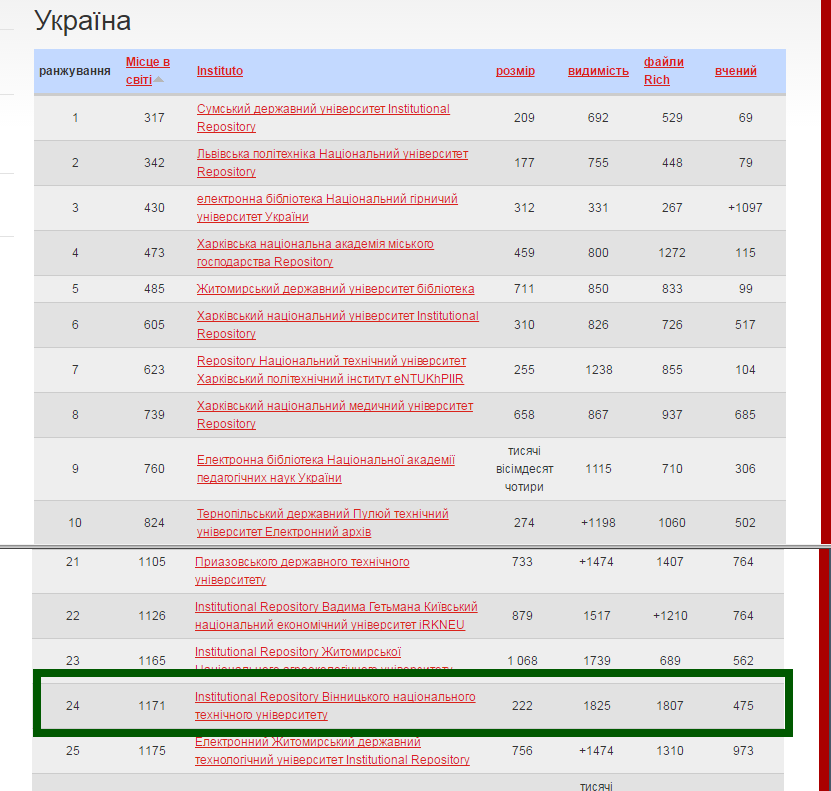 Україна
ранжування Місце в світі Instituto розмір видимість файли Rich вчений
1 317 Сумський державний університет Institutional Repository 209 692 529 69
2 342 Львівська політехніка Національний університет Repository 177 755 448 79
3 430 електронна бібліотека Національний гірничий університет України 312 331 267 +1097
4 473 Харківська національна академія міського господарства Repository 459 800 1272 115
5 485 Житомирський державний університет бібліотека 711 850 833 99
6 605 Харківський національний університет Institutional Repository 310 826 726 517
7 623 Repository Національний технічний університет Харківський політехнічний інститут eNTUKhPIIR 255 1238 855 104
8 739 Харківський національний медичний університет Repository 658 867 937 685
9 760 Електронна бібліотека Національної академії педагогічних наук України тисячі вісімдесят чотири 1115 710 306
10 824 Тернопільський державний Пулюй технічний університет Електронний архів 274 +1198 1060 502
21 1105 Приазовського державного технічного університету 733 +1474 1407 764
22 1126 Institutional Repository Вадима Гетьмана Київський національний економічний університет iRKNEU 879 1517 +1210 764
23 1165 Institutional Repository Житомирської Національного агроекологічного університету 1 068 1739 689 562
24 1171 Institutional Repository Вінницького національного технічного університету 222 1825 1807 475
25 1175 Електронний Житомирський державний технологічний університет Institutional Repository 756 +1474 1310 973
тисячі